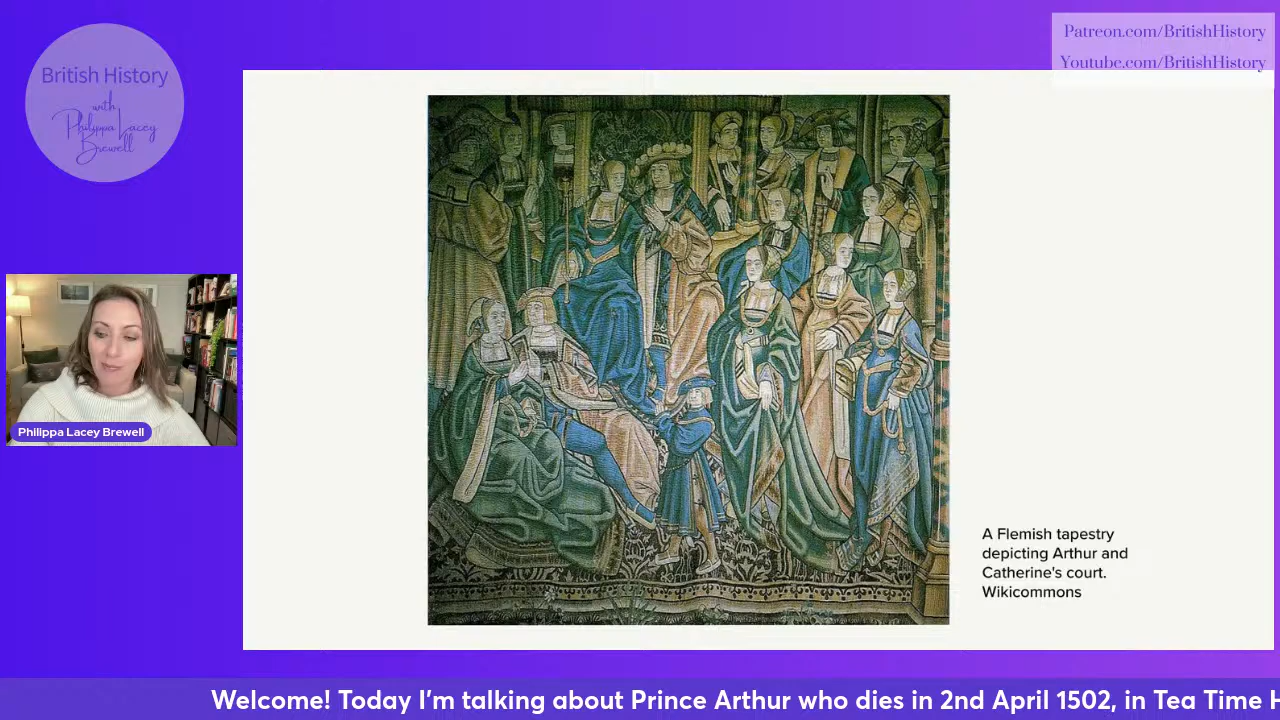 British History
with
Philippa Lacey
Brewell
Patreon.com/BritishHistory
Youtube.com/BritishHistory
Philippa Lacey Brewell
A Flemish tapestry
depicting Arthur and
Catherine's court.
Wikicommons
Welcome! Today I'm talking about Prince Arthur who dies in 2nd April 1502, in Tea Time H